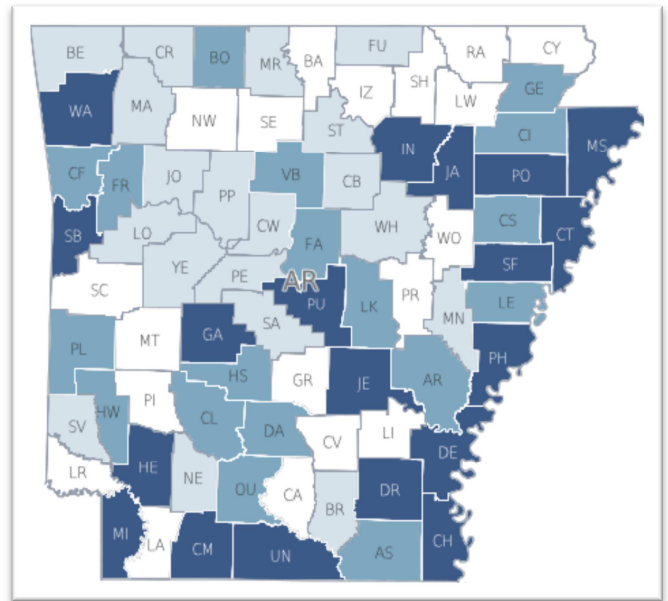 BE
CR
BO
MR
BA
FU
RA
CY
IZ
SH
LW
GE
WA
MA
NW
SE
ST
IN
JA
CI
MS
CF
FR
JO
PP
VB
CB
PO
SB
LO
CW
FA
WH
WO
CS
CT
SC
YE
PE
AR
PU
LK
PR
SF
MN
LE
PL
MT
GA
SA
PH
HS
GR
JE
AR
SV
HW
PI
CL
DA
CV
LI
DE
LR
HE
NE
OU
CA
BR
DR
MI
LA
CM
UN
AS
CH